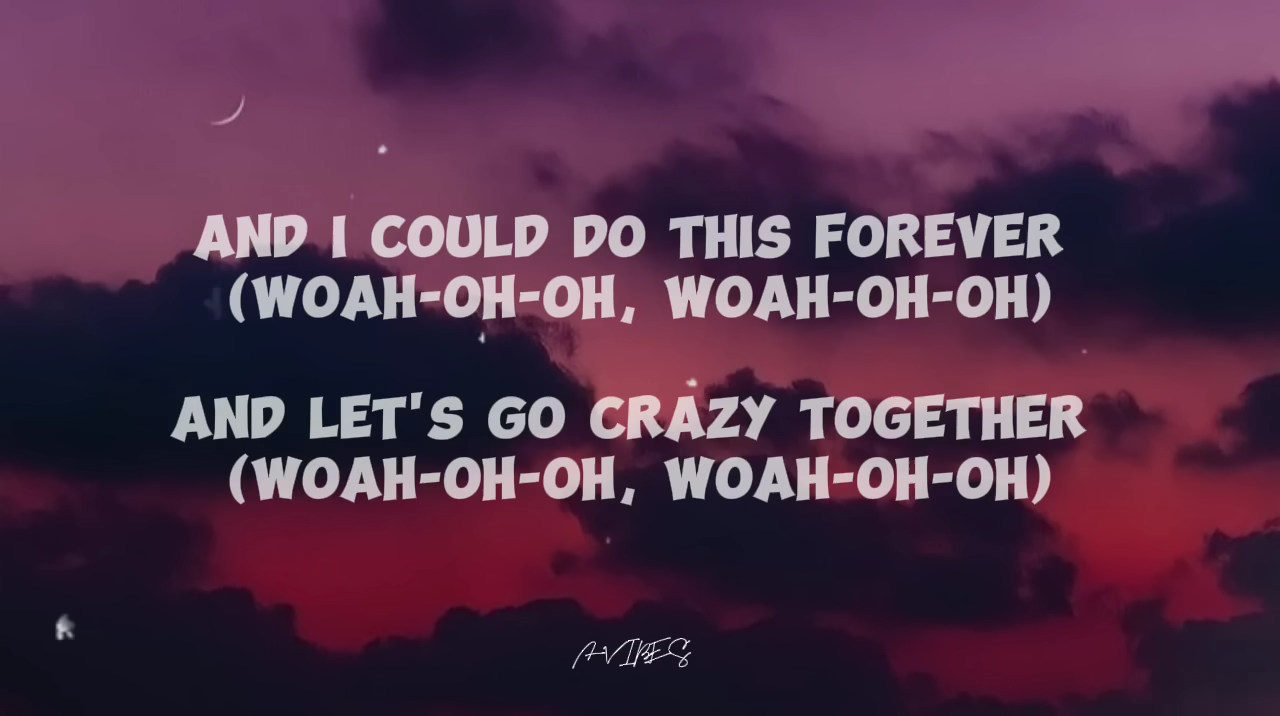 AND I COULD DO THIS FOREVER
(WOAH-OH-OH, WOAH-OH-OH)
AND LET'S GO CRAZY TOGETHER
(WOAH-OH-OH, WOAH-OH-OH)
AVIBES